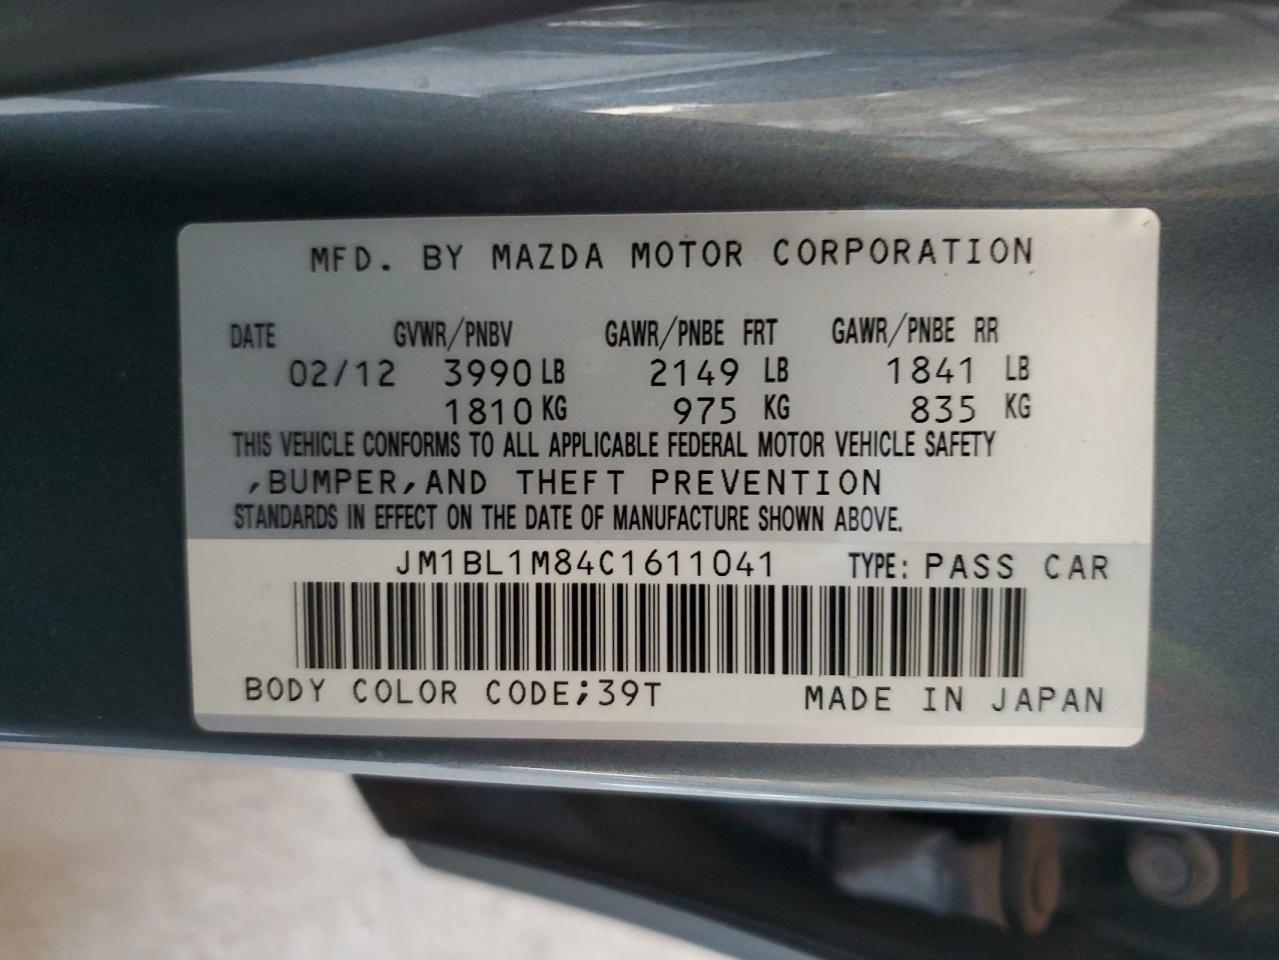 MFD. BY MAZDA MOTOR CORPORATION
DATE GVWR/PNBV GAWR/PNBE FRT GAWR/PNBE RR
02/12 3990 LB 2149 LB 1841 LB
1810 KG 975 KG 835 KG
THIS VEHICLE CONFORMS TO ALL APPLICABLE FEDERAL MOTOR VEHICLE SAFETY
,BUMPER,AND THEFT PREVENTION
STANDARDS IN EFFECT ON THE DATE OF MANUFACTURE SHOWN ABOVE.
JM1BL1M84C1611041 TYPE: PASS CAR
BODY COLOR CODE;39T MADE IN JAPAN